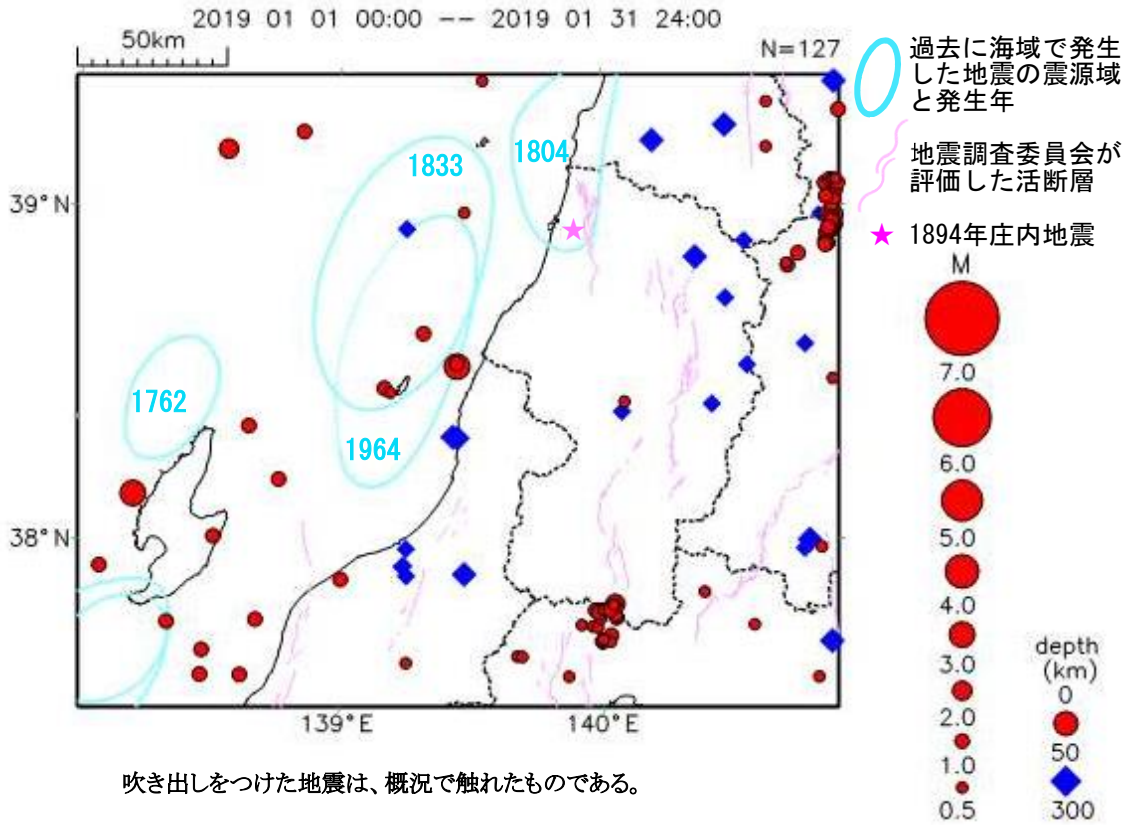 2019 01 01 00:00 -- 2019 01 31 24:00
50km
N=127
過去に海域で発生
した地震の震源域
と発生年
地震調査委員会が
評価した活断層
1894年庄内地震
1833
1804
1762
1964
39°N
38°N
139°E
140°E
M
7.0
6.0
5.0
4.0
3.0
2.0
1.0
0.5
depth
(km)
0
50
300
吹き出しをつけた地震は、概況で触れたものである。